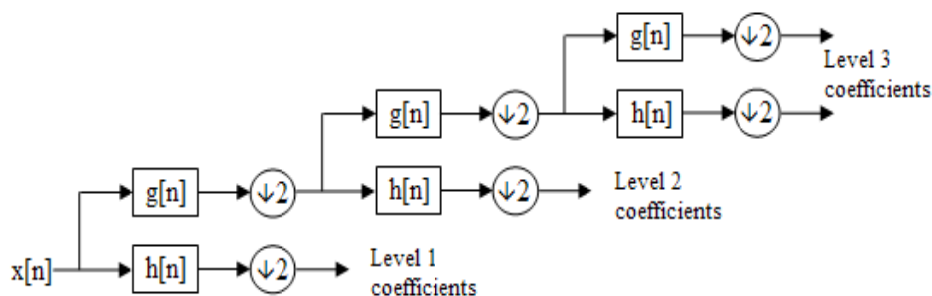 g[n] ↓2
Level 3
coefficients
g[n] ↓2 h[n] ↓2
g[n] ↓2 h[n] ↓2
Level 2
coefficients
x[n] h[n] ↓2
Level 1
coefficients